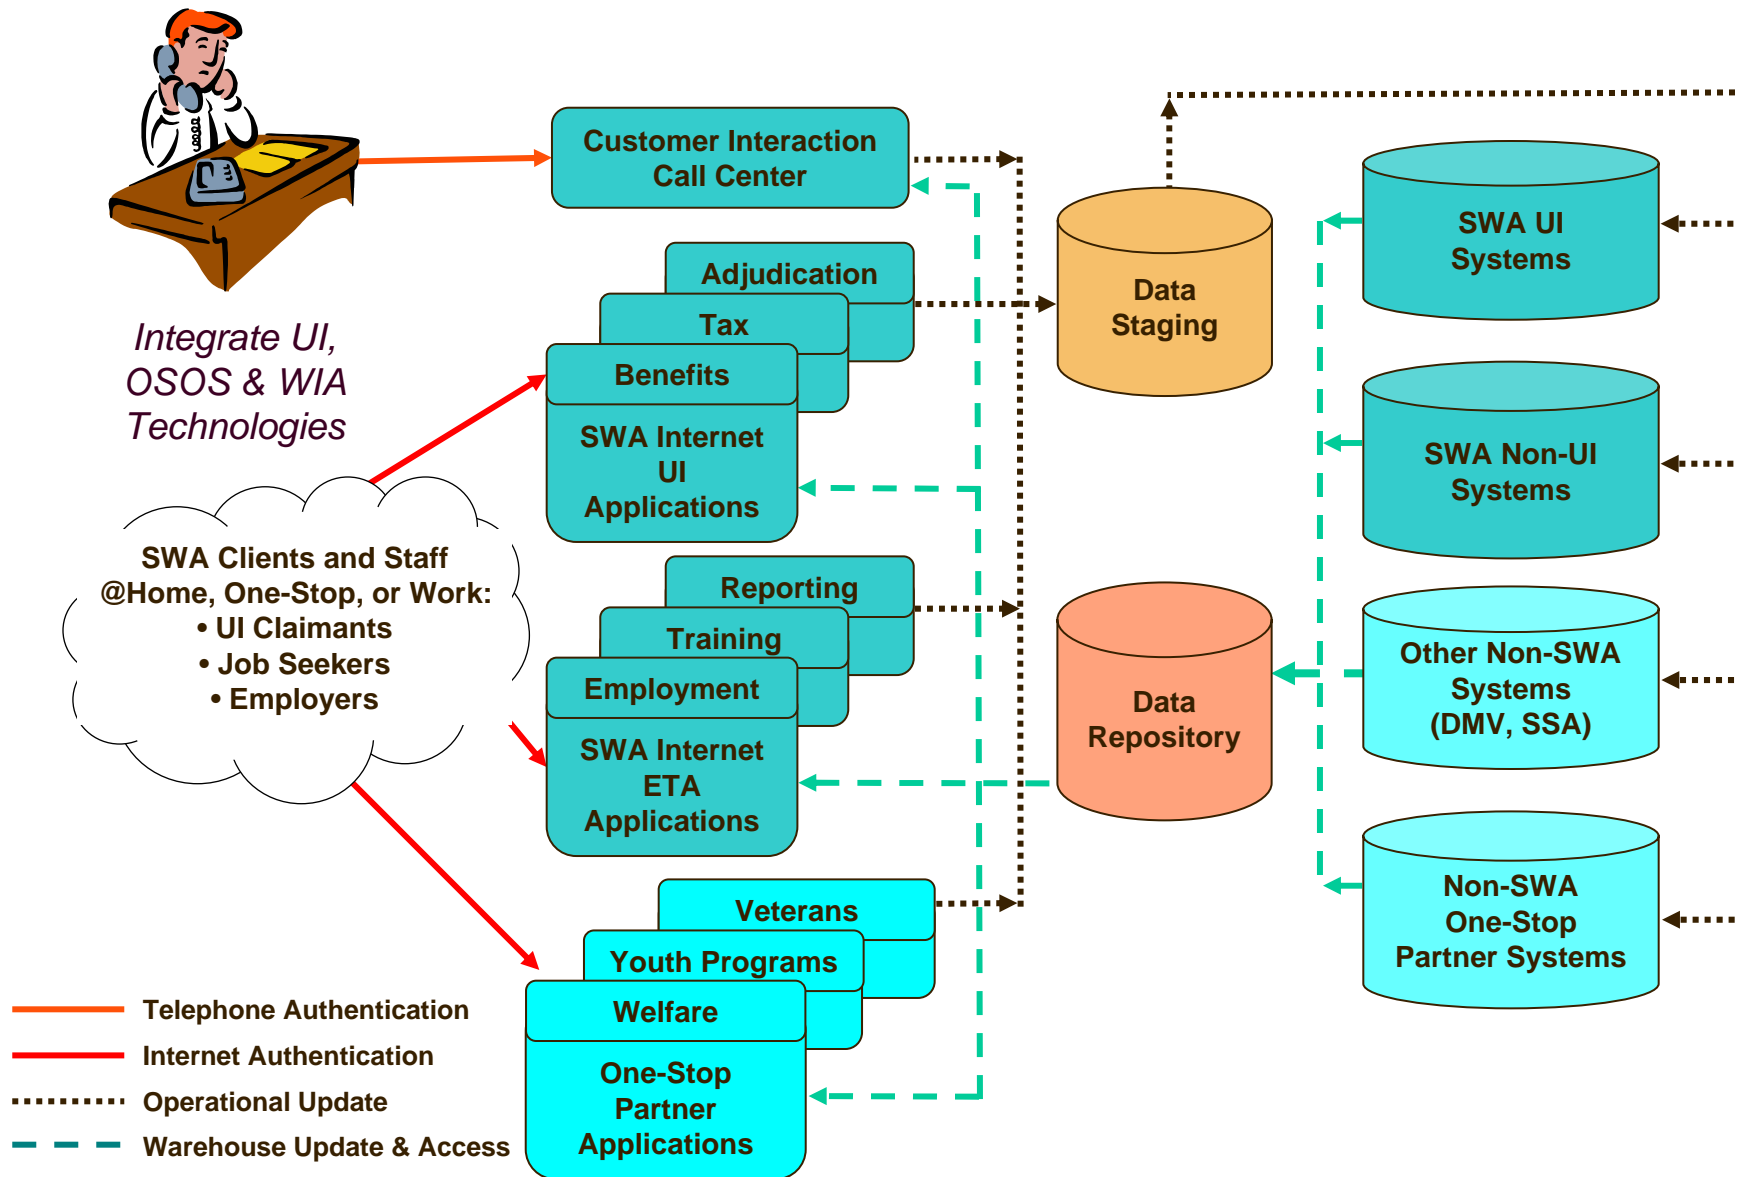 Customer Interaction
Call Center
Adjudication
Tax
Benefits
SWA Internet
UI
Applications
Integrate UI,
OSOS & WIA
Technologies
SWA Clients and Staff
@Home, One-Stop, or Work:
• UI Claimants
• Job Seekers
• Employers
Reporting
Training
Employment
SWA Internet
ETA
Applications
Veterans
Youth Programs
Welfare
One-Stop
Partner
Applications
Data
Staging
Data
Repository
SWA UI
Systems
SWA Non-UI
Systems
Other Non-SWA
Systems
(DMV, SSA)
Non-SWA
One-Stop
Partner Systems
Telephone Authentication
Internet Authentication
Operational Update
Warehouse Update & Access